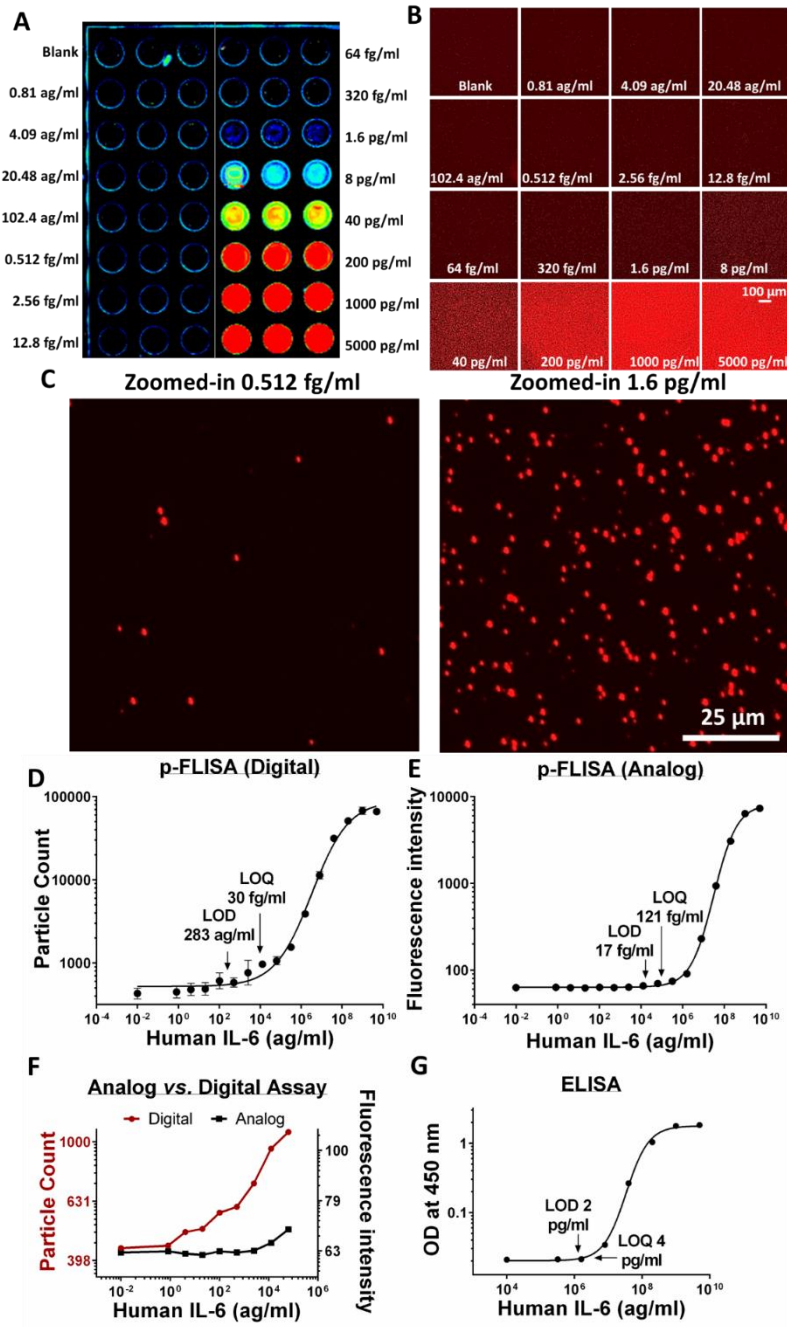 A
Blank
0.81 ag/ml
4.09 ag/ml
20.48 ag/ml
102.4 ag/ml
0.512 fg/ml
2.56 fg/ml
12.8 fg/ml
64 fg/ml
320 fg/ml
1.6 pg/ml
8 pg/ml
40 pg/ml
200 pg/ml
1000 pg/ml
5000 pg/ml
B
Blank 0.81 ag/ml 4.09 ag/ml 20.48 ag/ml
102.4 ag/ml 0.512 fg/ml 2.56 fg/ml 12.8 fg/ml
64 fg/ml 320 fg/ml 1.6 pg/ml 8 pg/ml
100 µm
40 pg/ml 200 pg/ml 1000 pg/ml 5000 pg/ml
C
Zoomed-in 0.512 fg/ml
Zoomed-in 1.6 pg/ml
25 µm
D
p-FLISA (Digital)
Particle Count
100000
10000
1000
LOD
283 ag/ml
LOQ
30 fg/ml
10⁻⁴ 10⁻² 10⁰ 10² 10⁴ 10⁶ 10⁸ 10¹⁰
Human IL-6 (ag/ml)
E
p-FLISA (Analog)
Fluorescence intensity
10000
1000
100
LOD
17 fg/ml
LOQ
121 fg/ml
10⁻⁴ 10⁻² 10⁰ 10² 10⁴ 10⁶ 10⁸ 10¹⁰
Human IL-6 (ag/ml)
F
Analog vs. Digital Assay
Digital Analog
Particle Count
1000
631
398
Fluorescence intensity
100
79
63
10⁻² 10⁰ 10² 10⁴ 10⁶
Human IL-6 (ag/ml)
G
ELISA
OD at 450 nm
1
0.1
LOD 2
pg/ml
LOQ 4
pg/ml
10⁴ 10⁶ 10⁸ 10¹⁰
Human IL-6 (ag/ml)